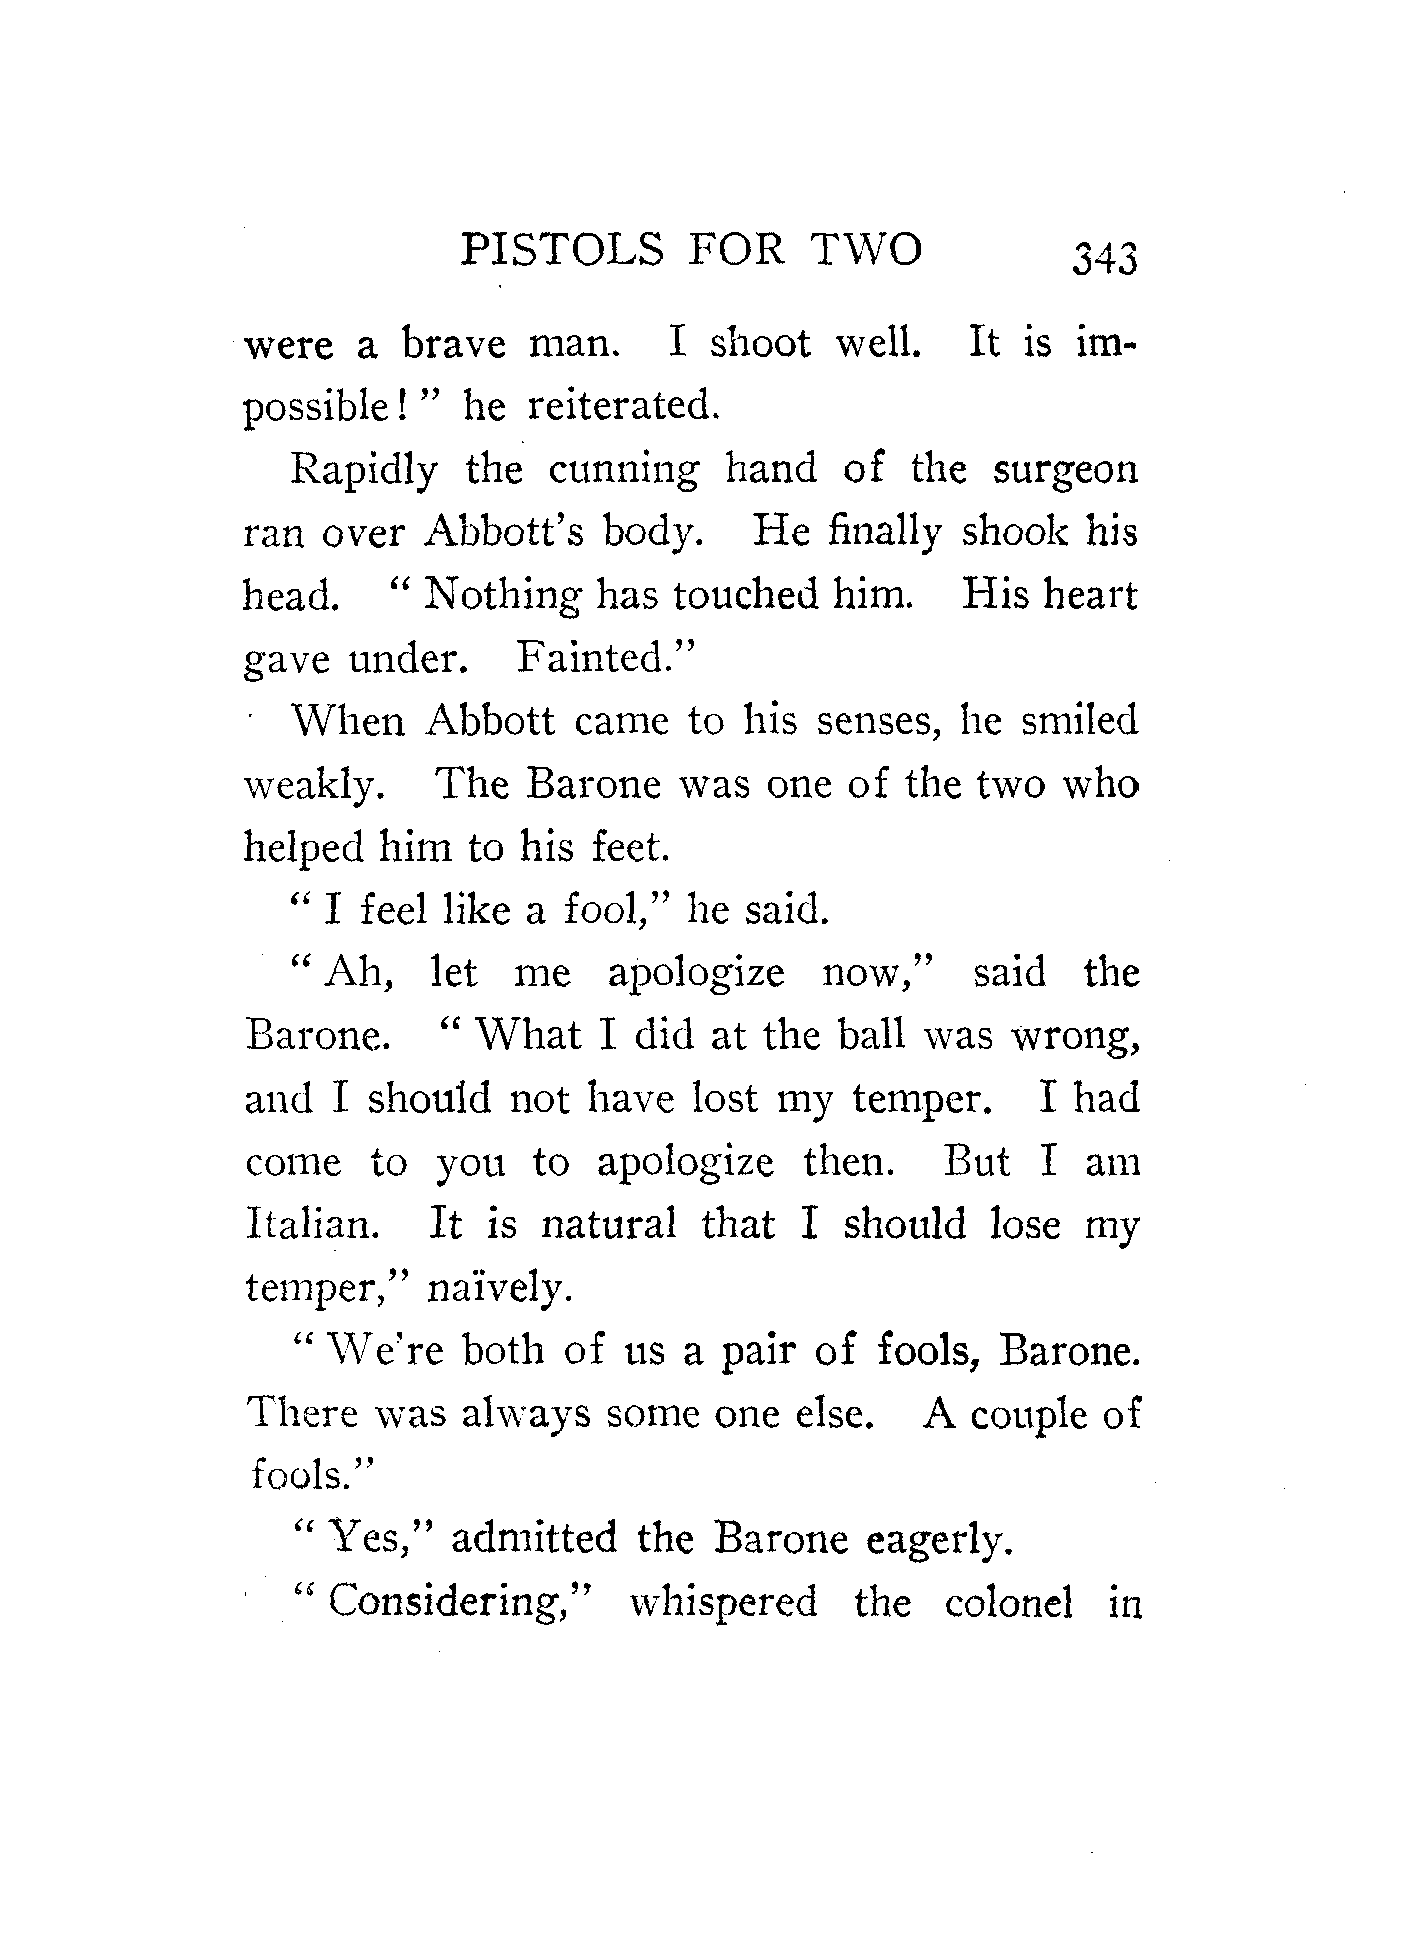 PISTOLS FOR TWO 343
were a brave man. I shoot well. It is im-
possible! " he reiterated.
Rapidly the cunning hand of the surgeon
ran over Abbott's body. He finally shook his
head. " Nothing has touched him. His heart
gave under. Fainted."
When Abbott came to his senses, he smiled
weakly. The Barone was one of the two who
helped him to his feet.
" I feel like a fool," he said.
" Ah, let me apologize now," said the
Barone. " What I did at the ball was wrong,
and I should not have lost my temper. I had
come to you to apologize then. But I am
Italian. It is natural that I should lose my
temper," naïvely.
" We're both of us a pair of fools, Barone.
There was always some one else. A couple of
fools."
" Yes," admitted the Barone eagerly.
" Considering," whispered the colonel in